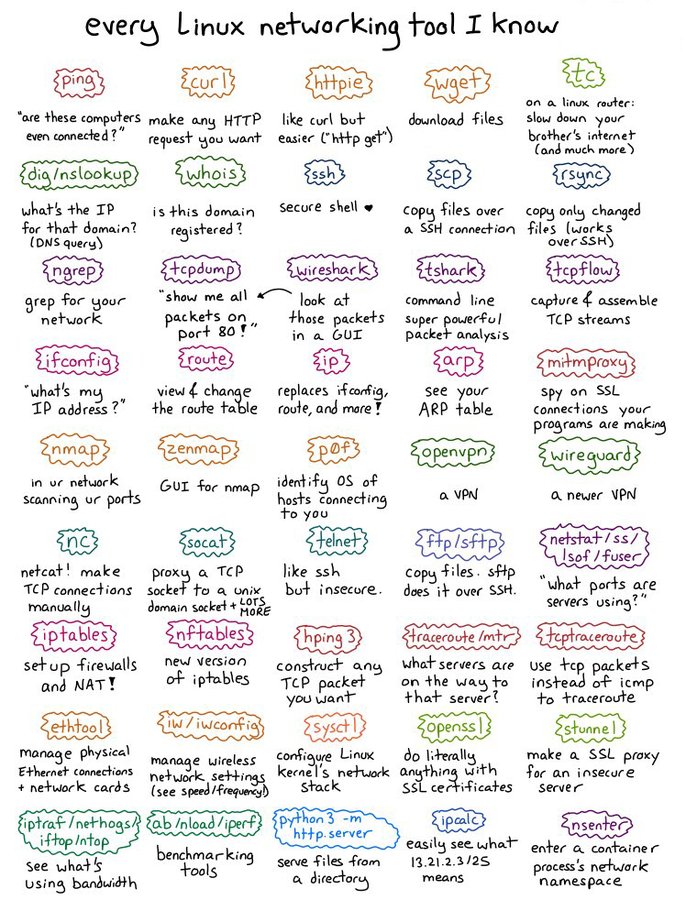 every Linux networking tool I know
ping
"are these computers
even connected?"
curl
make any HTTP
request you want
httpie
like curl but
easier ("http get")
wget
download files
tc
on a linux router:
slow down your
brother's internet
(and much more)
dig/nslookup
what's the IP
for that domain?
(DNS query)
whois
is this domain
registered?
ssh
secure shell ♥
scp
copy files over
a SSH connection
rsync
copy only changed
files (works
over SSH)
ngrep
grep for your
network
tcpdump
"show me all
packets on
port 80!"
wireshark
look at
those packets
in a GUI
tshark
command line
super powerful
packet analysis
tcpflow
capture & assemble
TCP streams
ifconfig
"what's my
IP address?"
route
view & change
the route table
ip
replaces ifconfig,
route, and more!
arp
see your
ARP table
mitmproxy
spy on SSL
connections your
programs are making
nmap
in ur network
scanning ur ports
zenmap
GUI for nmap
p0f
identify OS of
hosts connecting
to you
openvpn
a VPN
wireguard
a newer VPN
nc
netcat! make
TCP connections
manually
socat
proxy a TCP
socket to a unix
domain socket + LOTS
MORE
telnet
like ssh
but insecure.
ftp/sftp
copy files. sftp
does it over SSH.
netstat/ss/
lsof/fuser
"what ports are
servers using?"
iptables
set up firewalls
and NAT!
nftables
new version
of iptables
hping3
construct any
TCP packet
you want
traceroute/mtr
what servers are
on the way to
that server?
tcptraceroute
use tcp packets
instead of icmp
to traceroute
ethtool
manage physical
Ethernet connections
+ network cards
iw/iwconfig
manage wireless
network settings
(see speed/frequency!)
sysctl
configure Linux
kernel's network
stack
openssl
do literally
anything with
SSL certificates
stunnel
make a SSL proxy
for an insecure
server
iptraf/nethogs/
iftop/ntop
see what's
using bandwidth
ab/nload/iperf
benchmarking
tools
python3 -m
http.server
serve files from
a directory
ipcalc
easily see what
13.21.2.3/25
means
nsenter
enter a container
process's network
namespace